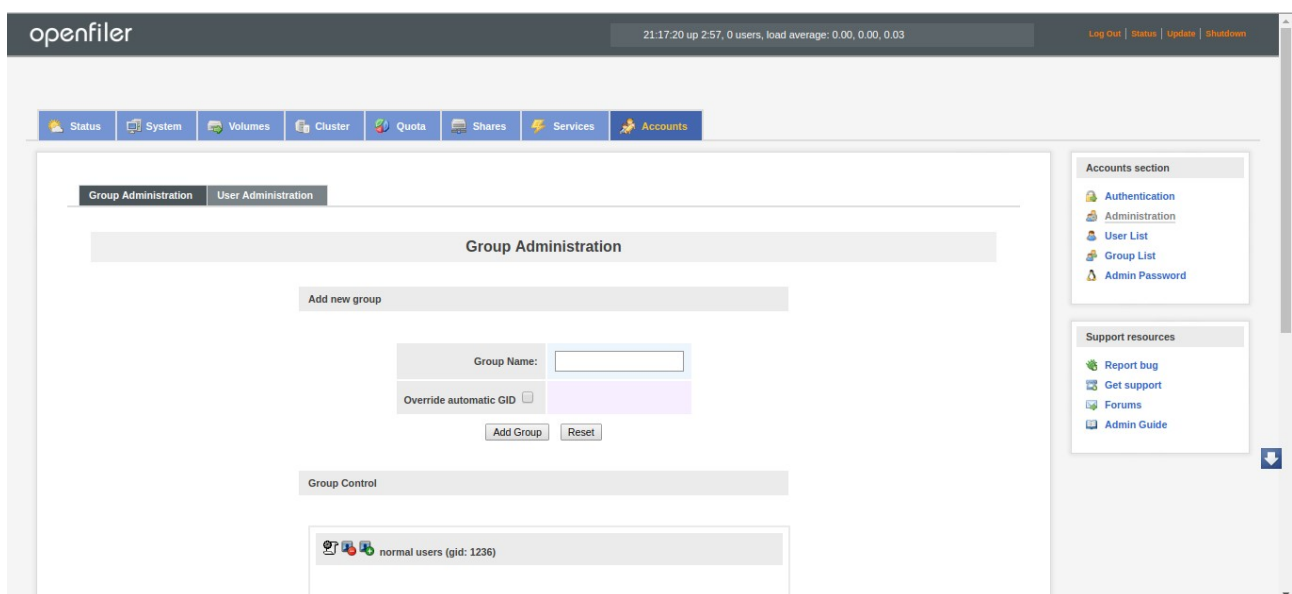 openfiler
21:17:20 up 2:57, 0 users, load average: 0.00, 0.00, 0.03
Log Out | Status | Update | Shutdown
Status System Volumes Cluster Quota Shares Services Accounts
Group Administration User Administration
Group Administration
Add new group
Group Name:
Override automatic GID
Add Group Reset
Group Control
normal users (gid: 1236)
Accounts section
Authentication
Administration
User List
Group List
Admin Password
Support resources
Report bug
Get support
Forums
Admin Guide